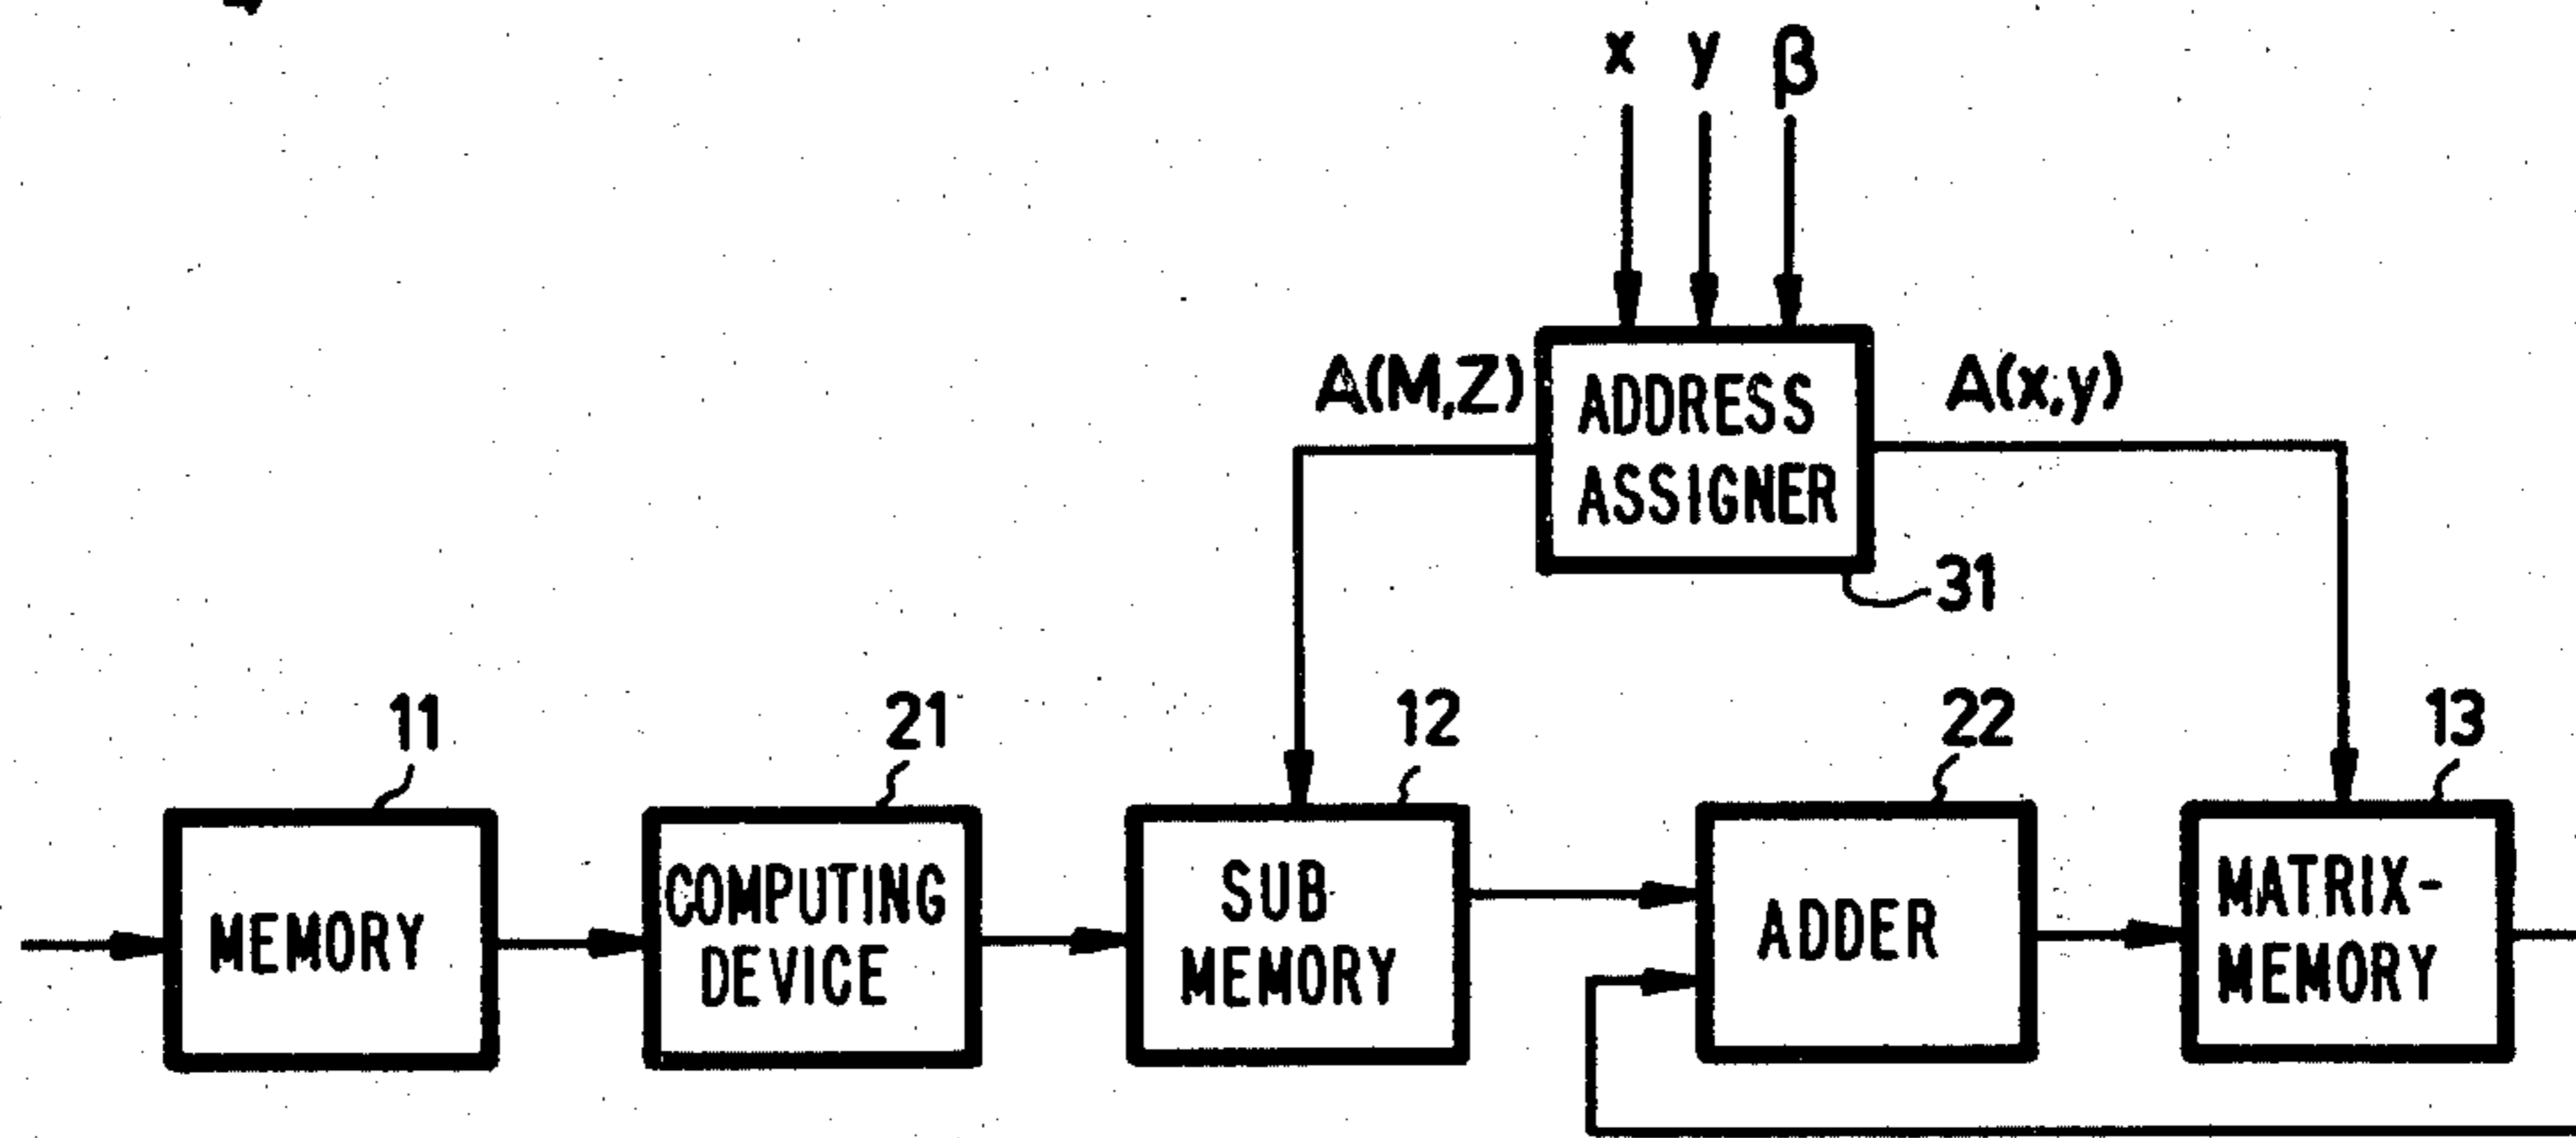 x y β
A(M,Z)
ADDRESS
ASSIGNER
A(x,y)
31
11
21
12
22
13
MEMORY
COMPUTING
DEVICE
SUB
MEMORY
ADDER
MATRIX-
MEMORY